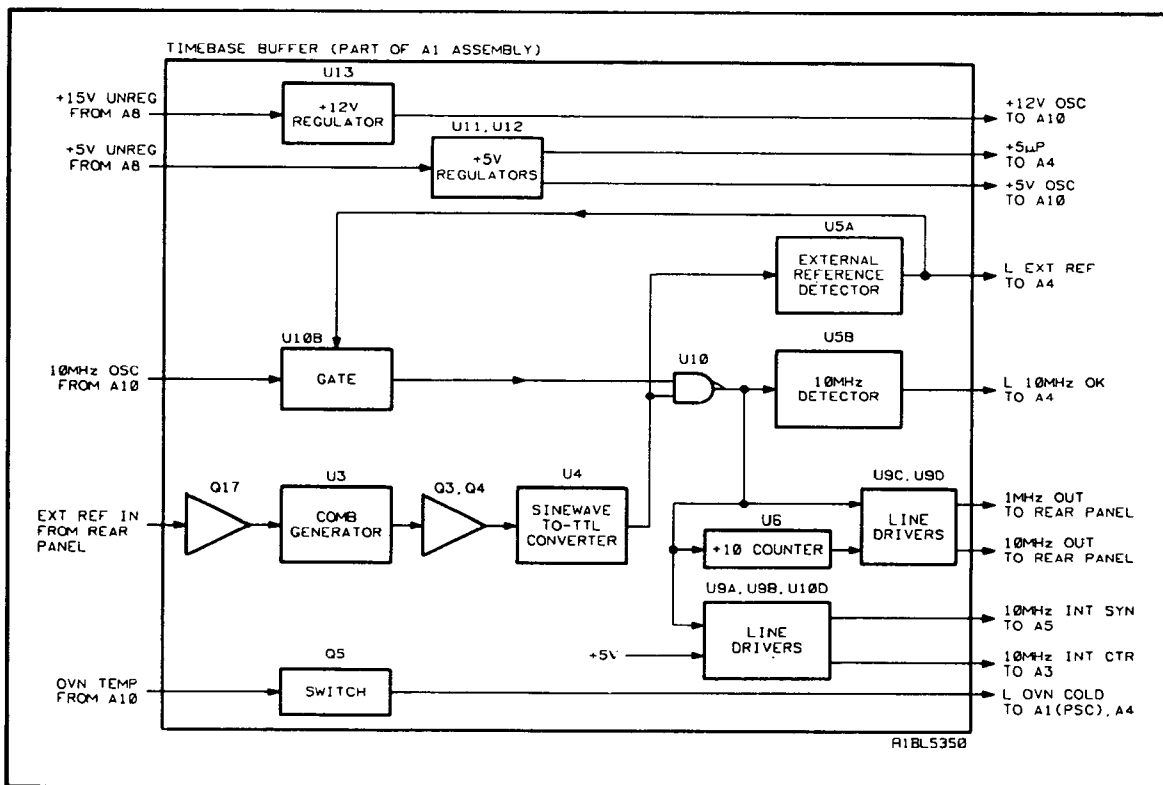 TIMEBASE BUFFER (PART OF A1 ASSEMBLY)
U13
+15V UNREG
FROM A8
+12V
REGULATOR
+12V OSC
TO A10
U11, U12
+5V UNREG
FROM A8
+5V
REGULATORS
+5µP
TO A4
+5V OSC
TO A10
U5A
EXTERNAL
REFERENCE
DETECTOR
L EXT REF
TO A4
U10B
10MHz OSC
FROM A10
GATE
U10
U5B
10MHz
DETECTOR
L 10MHz OK
TO A4
Q17
U3
Q3, Q4
U4
EXT REF IN
FROM REAR
PANEL
COMB
GENERATOR
SINEWAVE
TO-TTL
CONVERTER
U9C, U9D
LINE
DRIVERS
1MHz OUT
TO REAR PANEL
U6
+10 COUNTER
10MHz OUT
TO REAR PANEL
U9A, U9B, U10D
+5V
LINE
DRIVERS
10MHz INT SYN
TO A5
10MHz INT CTR
TO A3
Q5
OVN TEMP
FROM A10
SWITCH
L OVN COLD
TO A1(PSC), A4
A1BL5350